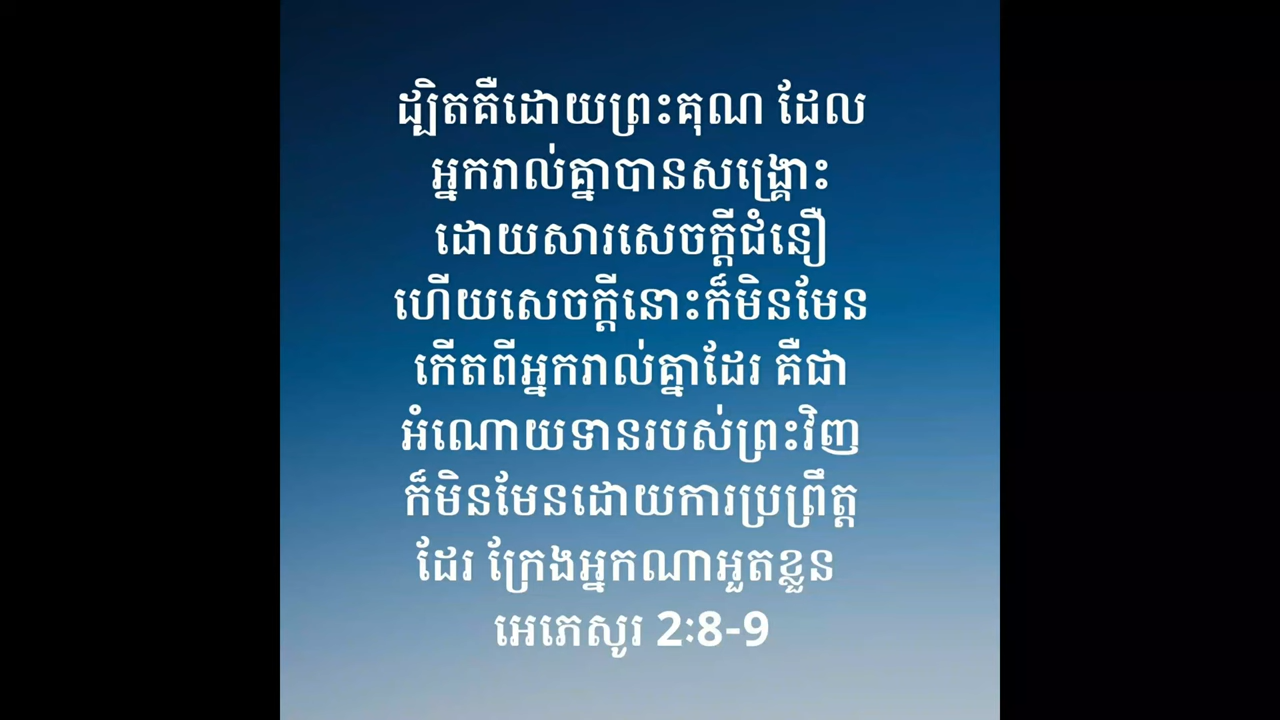 ដ្បិតគឺដោយព្រះគុណ ដែល
អ្នករាល់គ្នាបានសង្គ្រោះ
ដោយសារសេចក្ដីជំនឿ
ហើយសេចក្ដីនោះក៏មិនមែន
កើតពីអ្នករាល់គ្នាដែរ គឺជា
អំណោយទានរបស់ព្រះវិញ
ក៏មិនមែនដោយការប្រព្រឹត្ត
ដែរ ក្រែងអ្នកណាអួតខ្លួន
អេភេសូរ 2:8-9